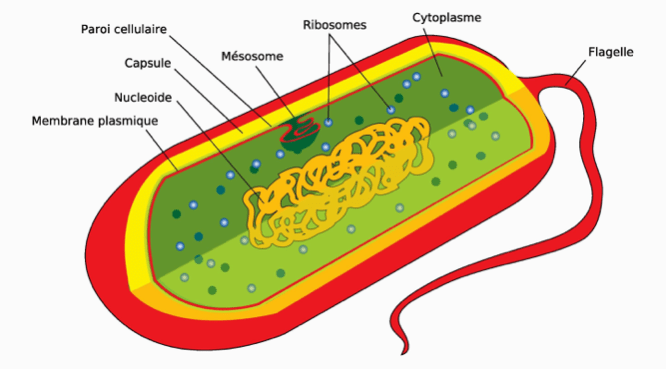 Cytoplasme
Ribosomes
Paroi cellulaire
Flagelle
Mésosome
Capsule
Nucleoide
Membrane plasmique